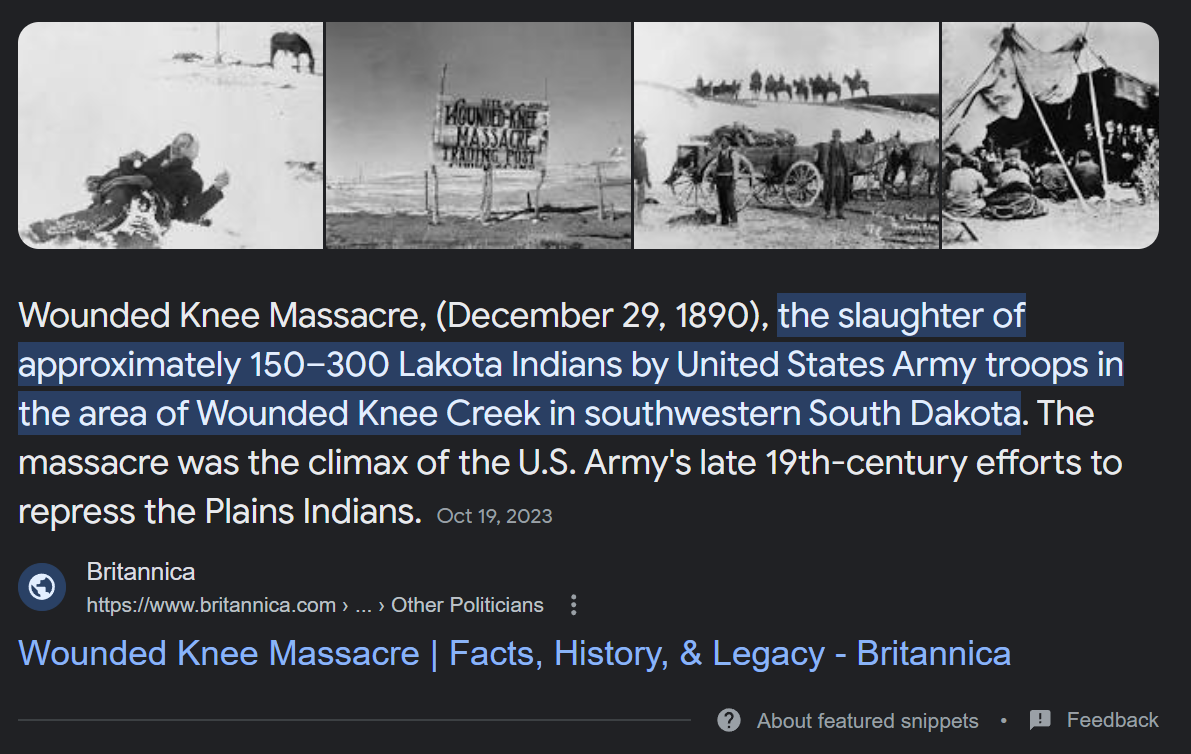 WOUNDED-KNEE
MASSACRE
TRADING POST
Wounded Knee Massacre, (December 29, 1890), the slaughter of
approximately 150–300 Lakota Indians by United States Army troops in
the area of Wounded Knee Creek in southwestern South Dakota. The
massacre was the climax of the U.S. Army's late 19th-century efforts to
repress the Plains Indians. Oct 19, 2023
Britannica
https://www.britannica.com › ... › Other Politicians
Wounded Knee Massacre | Facts, History, & Legacy - Britannica
About featured snippets • Feedback